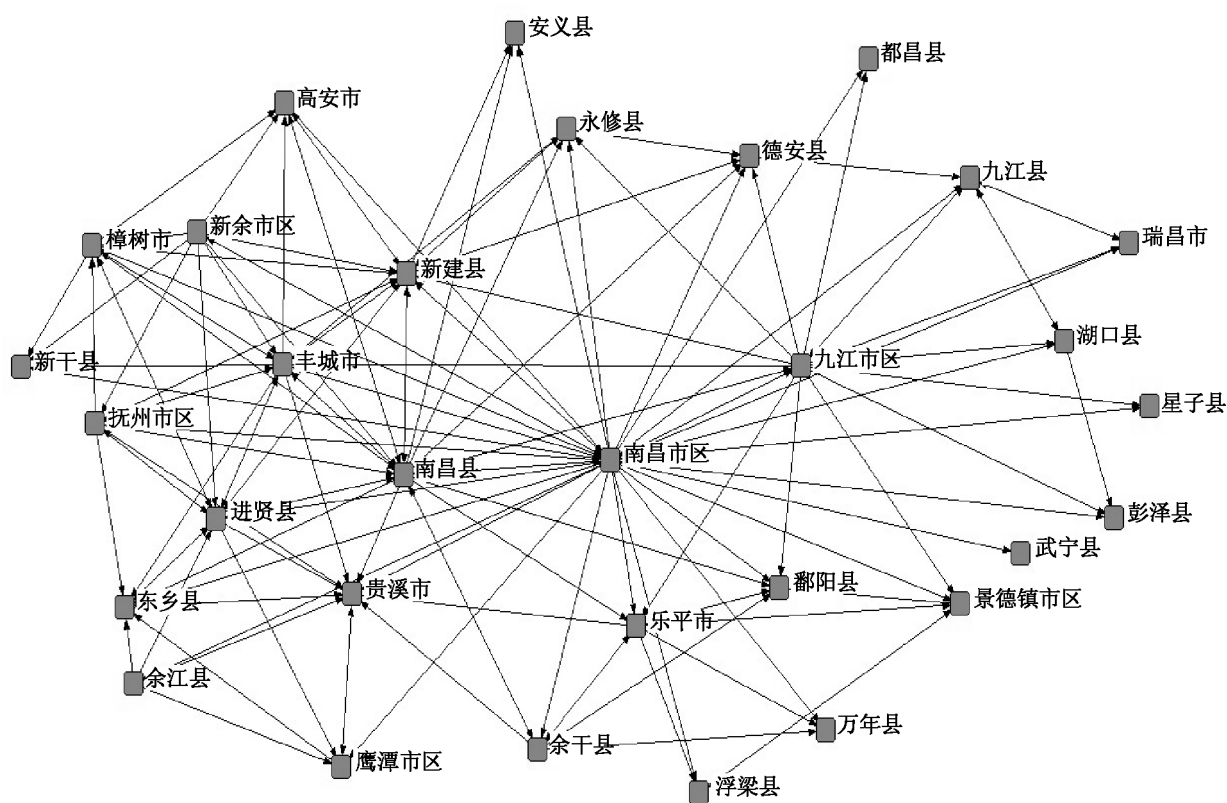 安义县
都昌县
高安市
永修县
德安县
九江县
新余市区
樟树市
瑞昌市
新建县
湖口县
新干县
丰城市
九江市区
星子县
抚州市区
南昌县
南昌市区
进贤县
彭泽县
武宁县
贵溪市
鄱阳县
景德镇市区
东乡县
乐平市
余江县
万年县
余干县
鹰潭市区
浮梁县